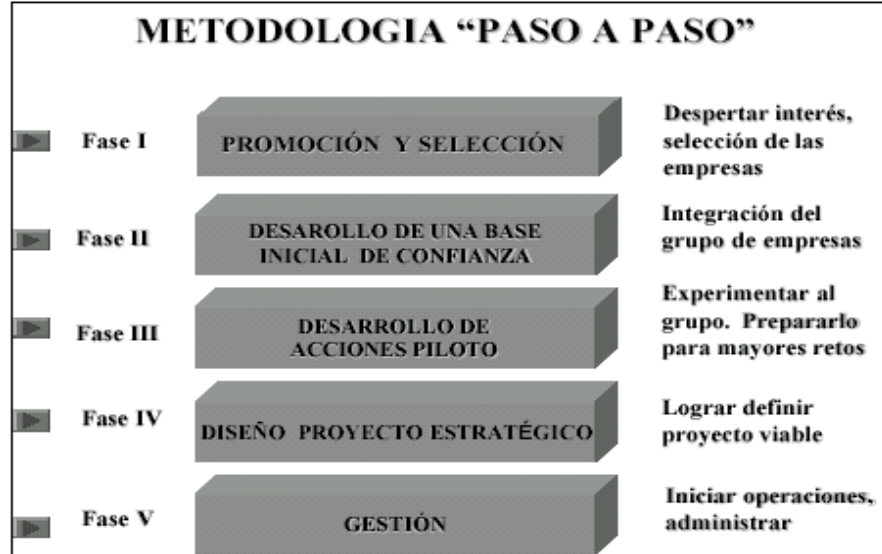 METODOLOGIA “PASO A PASO”
Fase I
PROMOCIÓN Y SELECCIÓN
Despertar interés,
selección de las
empresas
Fase II
DESAROLLO DE UNA BASE
INICIAL DE CONFIANZA
Integración del
grupo de empresas
Fase III
DESARROLLO DE
ACCIONES PILOTO
Experimentar al
grupo. Prepararlo
para mayores retos
Fase IV
DISEÑO PROYECTO ESTRATÉGICO
Lograr definir
proyecto viable
Fase V
GESTIÓN
Iniciar operaciones,
administrar